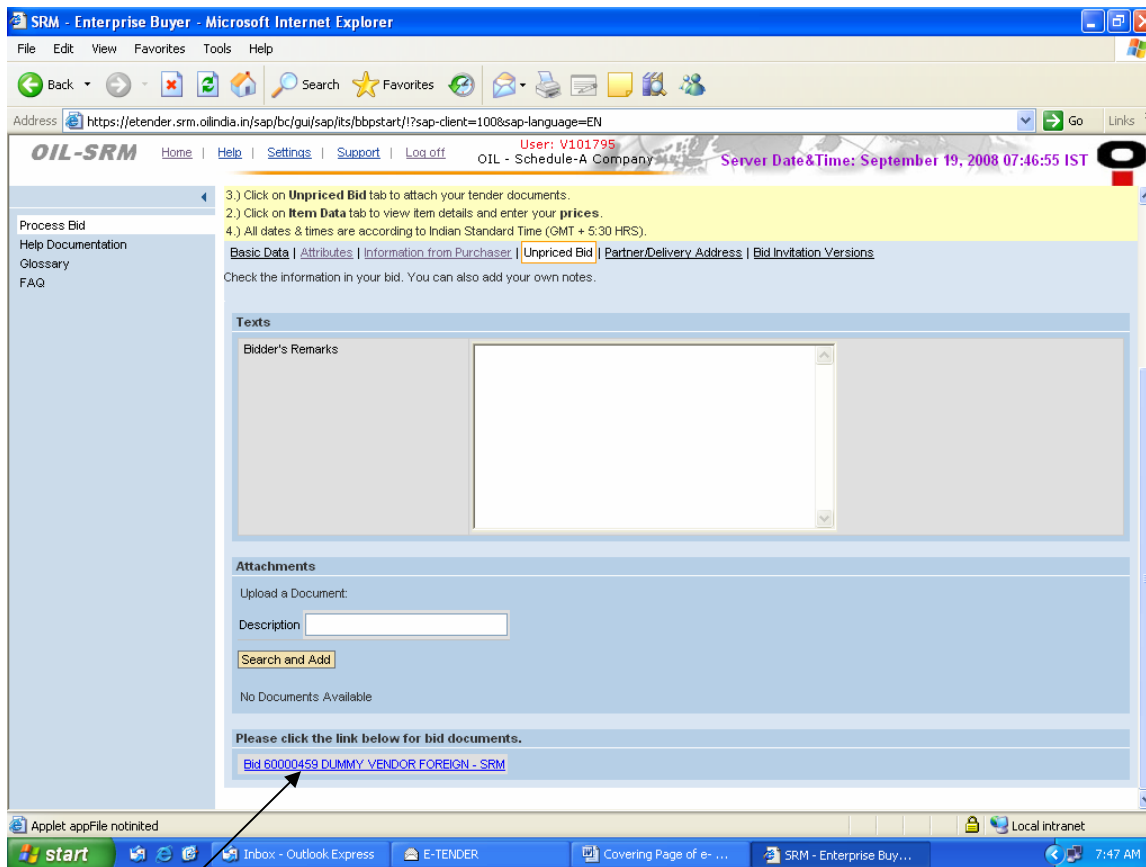 SRM - Enterprise Buyer - Microsoft Internet Explorer
File Edit View Favorites Tools Help
Back Search Favorites
Address https://etender.srm.oilindia.in/sap/bc/gui/sap/its/bbpstart/!?sap-client=100&sap-language=EN Go Links
OIL-SRM Home | Help | Settings | Support | Log off
User: V101795
OIL - Schedule-A Company
Server Date&Time: September 19, 2008 07:46:55 IST
Process Bid
Help Documentation
Glossary
FAQ
3.) Click on Unpriced Bid tab to attach your tender documents.
2.) Click on Item Data tab to view item details and enter your prices.
4.) All dates & times are according to Indian Standard Time (GMT + 5:30 HRS).
Basic Data | Attributes | Information from Purchaser | Unpriced Bid | Partner/Delivery Address | Bid Invitation Versions
Check the information in your bid. You can also add your own notes.
Texts
Bidder's Remarks
Attachments
Upload a Document:
Description
Search and Add
No Documents Available
Please click the link below for bid documents.
Bid 60000459 DUMMY VENDOR FOREIGN - SRM
Applet appFile notinited Local intranet
start Inbox - Outlook Express E-TENDER Covering Page of e- ... SRM - Enterprise Buy... 7:47 AM